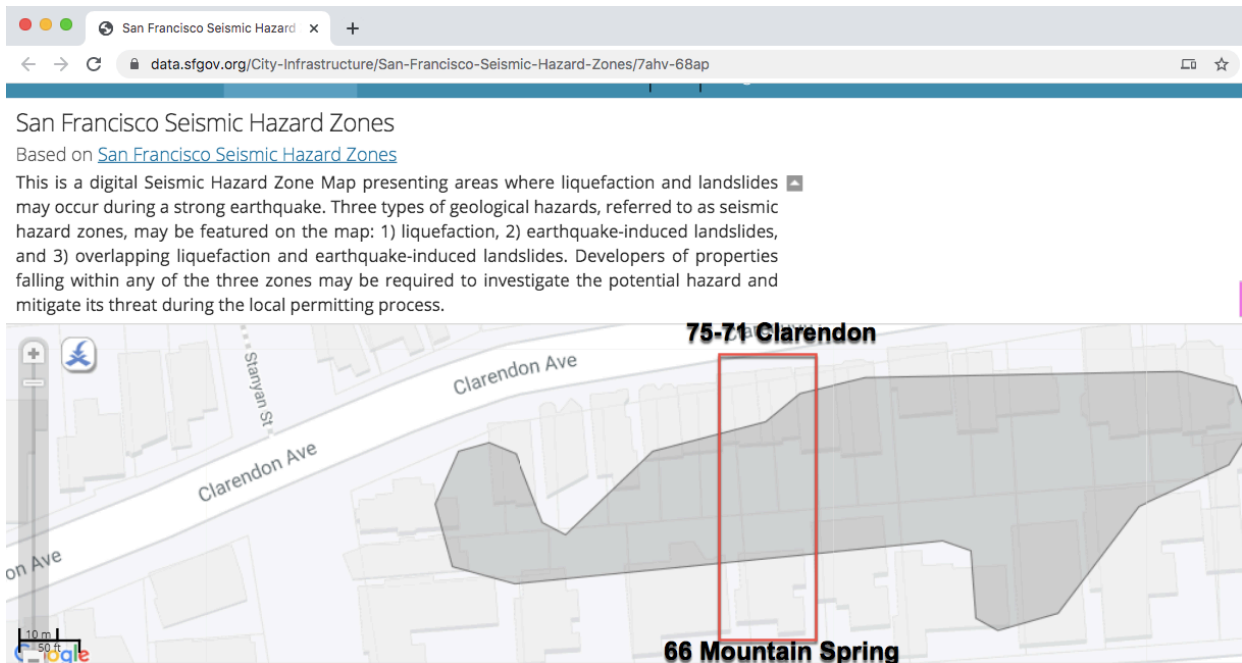 San Francisco Seismic Hazard
data.sfgov.org/City-Infrastructure/San-Francisco-Seismic-Hazard-Zones/7ahv-68ap
San Francisco Seismic Hazard Zones
Based on San Francisco Seismic Hazard Zones
This is a digital Seismic Hazard Zone Map presenting areas where liquefaction and landslides
may occur during a strong earthquake. Three types of geological hazards, referred to as seismic
hazard zones, may be featured on the map: 1) liquefaction, 2) earthquake-induced landslides,
and 3) overlapping liquefaction and earthquake-induced landslides. Developers of properties
falling within any of the three zones may be required to investigate the potential hazard and
mitigate its threat during the local permitting process.
75-71 Clarendon
Stanyan St
Clarendon Ave
Clarendon Ave
on Ave
10 m
50 ft
Google
66 Mountain Spring